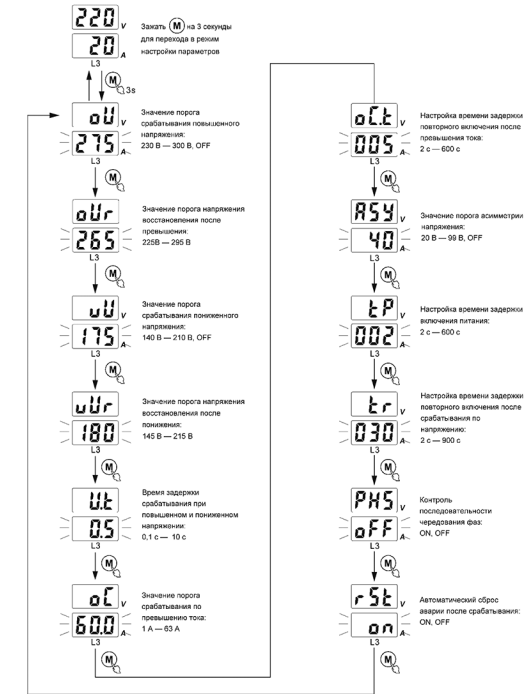 220 V
20 A
L3
Зажать M на 3 секунды
для перехода в режим
настройки параметров
M
3s
oU V
275 A
L3
Значение порога
срабатывания повышенного
напряжения:
230 В — 300 В, OFF
M
oUr V
265 A
L3
Значение порога напряжения
восстановления после
превышения:
225В — 295 В
M
uU V
175 A
L3
Значение порога
срабатывания пониженного
напряжения:
140 В — 210 В, OFF
M
uUr V
180 A
L3
Значение порога напряжения
восстановления после
понижения:
145 В — 215 В
M
U.t V
0.5 A
L3
Время задержки
срабатывания при
повышенном и пониженном
напряжении:
0,1 с — 10 с
M
oC V
60.0 A
L3
Значение порога
срабатывания по
превышению тока:
1 А — 63 А
M
oC.t V
005 A
L3
Настройка времени задержки
повторного включения после
превышения тока:
2 с — 600 с
M
ASY V
40 A
L3
Значение порога асимметрии
напряжения:
20 В — 99 В, OFF
M
tP V
002 A
L3
Настройка времени задержки
включения питания:
2 с — 600 с
M
tr V
030 A
L3
Настройка времени задержки
повторного включения после
срабатывания по
напряжению:
2 с — 900 с
M
PHS V
oFF A
L3
Контроль
последовательности
чередования фаз:
ON, OFF
M
rSt V
on A
L3
Автоматический сброс
аварии после срабатывания:
ON, OFF
M